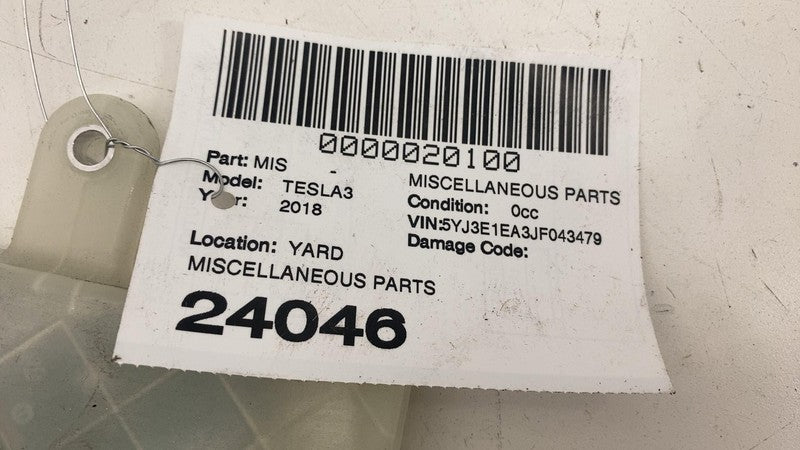 0000020100
Part: MIS
MISCELLANEOUS PARTS
Model: TESLA3
Condition: 0cc
Year: 2018
VIN:5YJ3E1EA3JF043479
Damage Code:
Location: YARD
MISCELLANEOUS PARTS
24046